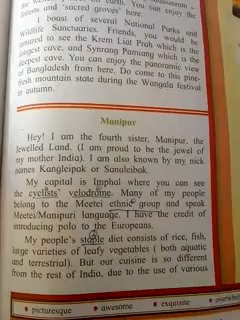 on earth. You can enjoy the
forests and 'sacred groves' here.
I boast of several National Parks and
Wildlife Sanctuaries. Friends, you would be
amazed to see the Krem Liat Prah which is the
longest cave, and Synrang Pamiang which is the
deepest cave. You can enjoy the panoramic view
of Bangladesh from here. Do come to this pine-
fresh mountain state during the Wangala festival
in autumn.
Manipur
Hey! I am the fourth sister, Manipur, the
Jewelled Land. (I am proud to be the jewel of
my mother India). I am also known by my nick
names Kangleipak or Sanaleibak.
My capital is Imphal where you can see
the cyclists' velodrome. Many of my people
belong to the Meetei ethnic group and speak
Meetei/Manipuri language. I have the credit of
introducing polo to the Europeans.
My people's staple diet consists of rice, fish,
large varieties of leafy vegetables ( both aquatic
and terrestrial). But our cuisine is so different
from the rest of India, due to the use of various
picturesque • awesome • exquisite •